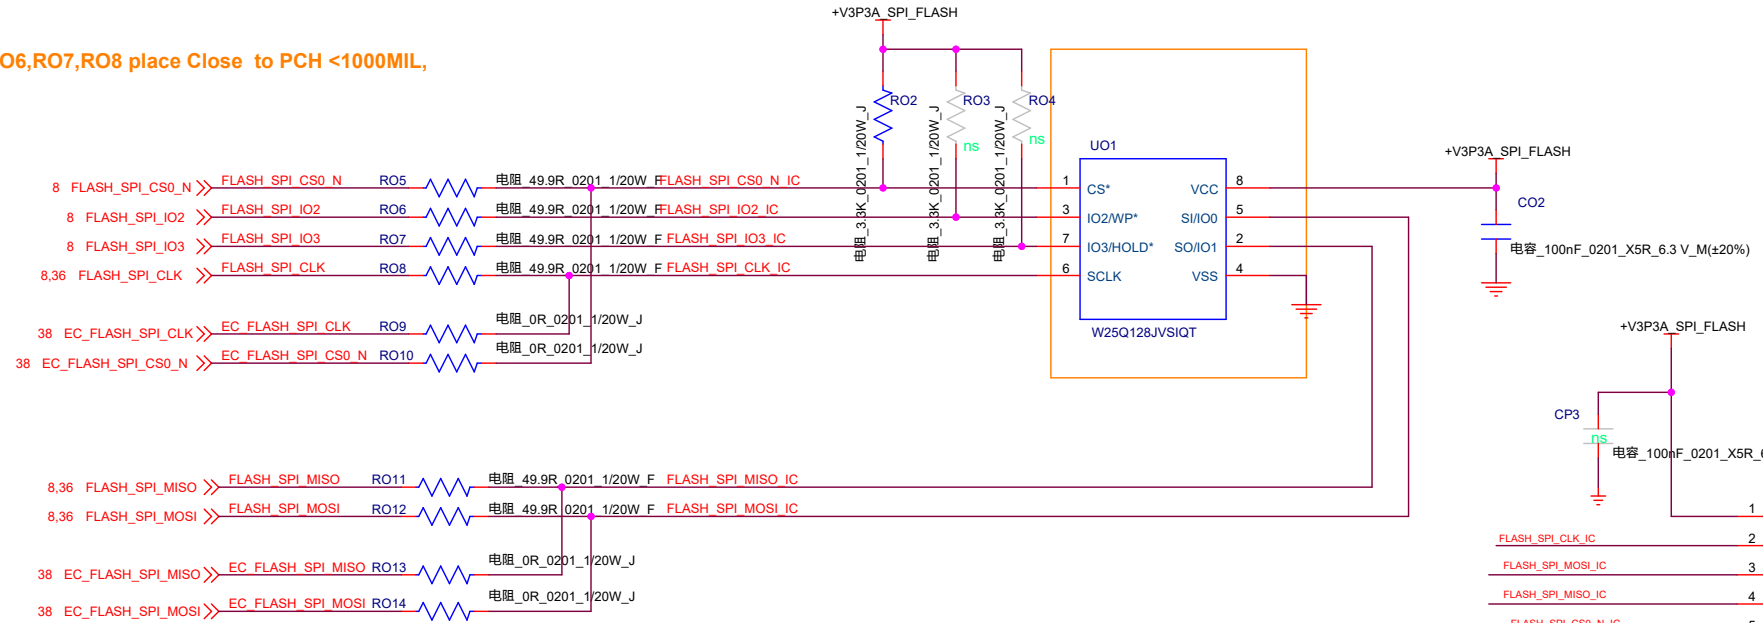 +V3P3A_SPI_FLASH
O6,RO7,RO8 place Close to PCH <1000MIL,
RO2
RO3
RO4
ns
ns
电阻_3.3K_0201_1/20W_J
电阻_3.3K_0201_1/20W_J
电阻_3.3K_0201_1/20W_J
UO1
+V3P3A_SPI_FLASH
8 FLASH_SPI_CS0_N FLASH_SPI_CS0_N RO5 电阻_49.9R_0201_1/20W_F FLASH_SPI_CS0_N_IC 1 CS* VCC 8
CO2
8 FLASH_SPI_IO2 FLASH_SPI_IO2 RO6 电阻_49.9R_0201_1/20W_F FLASH_SPI_IO2_IC 3 IO2/WP* SI/IO0 5
8 FLASH_SPI_IO3 FLASH_SPI_IO3 RO7 电阻_49.9R_0201_1/20W_F FLASH_SPI_IO3_IC 7 IO3/HOLD* SO/IO1 2
电容_100nF_0201_X5R_6.3 V_M(±20%)
8,36 FLASH_SPI_CLK FLASH_SPI_CLK RO8 电阻_49.9R_0201_1/20W_F FLASH_SPI_CLK_IC 6 SCLK VSS 4
38 EC_FLASH_SPI_CLK EC_FLASH_SPI_CLK RO9 电阻_0R_0201_1/20W_J
W25Q128JVSIQT
+V3P3A_SPI_FLASH
38 EC_FLASH_SPI_CS0_N EC_FLASH_SPI_CS0_N RO10 电阻_0R_0201_1/20W_J
CP3
ns
电容_100nF_0201_X5R_6
8,36 FLASH_SPI_MISO FLASH_SPI_MISO RO11 电阻_49.9R_0201_1/20W_F FLASH_SPI_MISO_IC
8,36 FLASH_SPI_MOSI FLASH_SPI_MOSI RO12 电阻_49.9R_0201_1/20W_F FLASH_SPI_MOSI_IC
1
FLASH_SPI_CLK_IC 2
38 EC_FLASH_SPI_MISO EC_FLASH_SPI_MISO RO13 电阻_0R_0201_1/20W_J
FLASH_SPI_MOSI_IC 3
FLASH_SPI_MISO_IC 4
38 EC_FLASH_SPI_MOSI EC_FLASH_SPI_MOSI RO14 电阻_0R_0201_1/20W_J
FLASH_SPI_CS0_N_IC